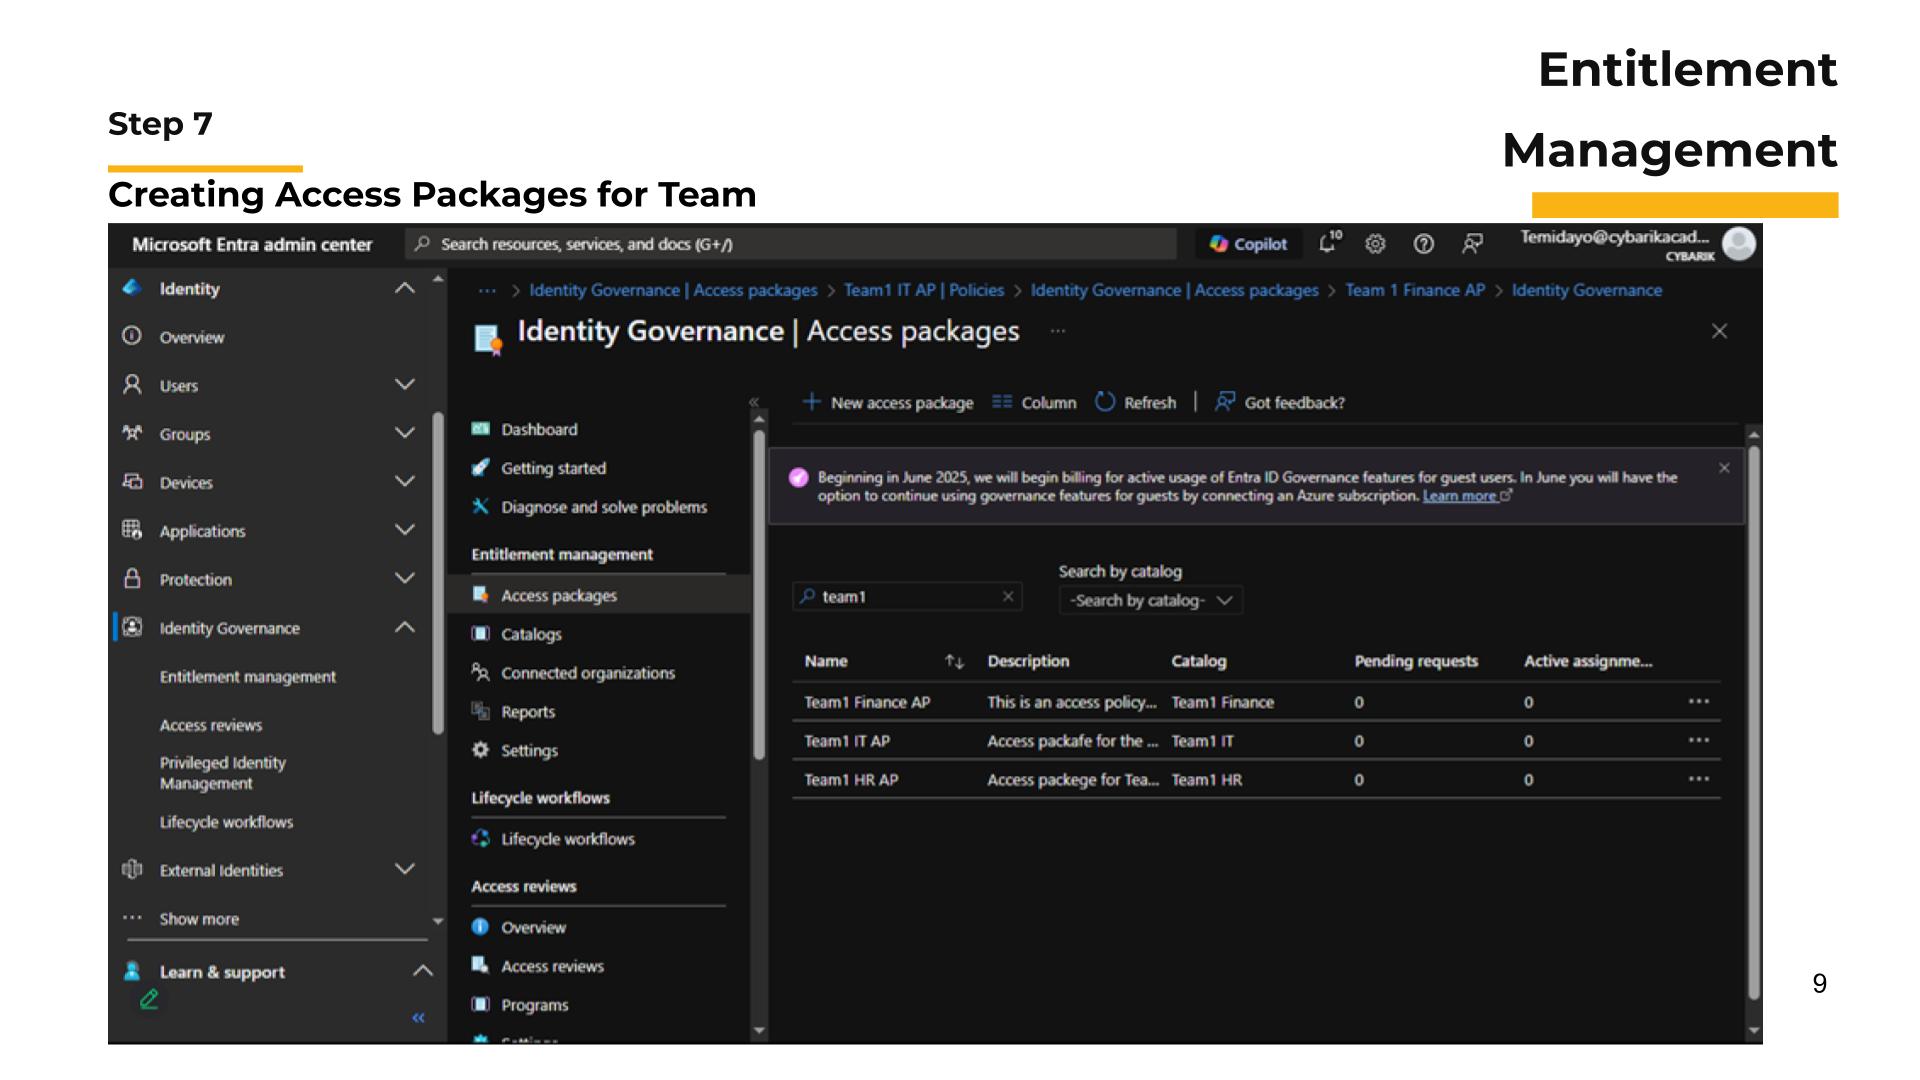 Entitlement
Management
Step 7
Creating Access Packages for Team
Microsoft Entra admin center
Search resources, services, and docs (G+/)
Copilot
10
Temidayo@cybarikacad...
CYBARIK
Identity
Overview
Users
Groups
Devices
Applications
Protection
Identity Governance
Entitlement management
Access reviews
Privileged Identity
Management
Lifecycle workflows
External Identities
Show more
Learn & support
... > Identity Governance | Access packages > Team1 IT AP | Policies > Identity Governance | Access packages > Team 1 Finance AP > Identity Governance
Identity Governance | Access packages ...
Dashboard
Getting started
Diagnose and solve problems
Entitlement management
Access packages
Catalogs
Connected organizations
Reports
Settings
Lifecycle workflows
Lifecycle workflows
Access reviews
Overview
Access reviews
Programs
Settings
New access package Column Refresh | Got feedback?
Beginning in June 2025, we will begin billing for active usage of Entra ID Governance features for guest users. In June you will have the
option to continue using governance features for guests by connecting an Azure subscription. Learn more
Search by catalog
team1
-Search by catalog-
Name Description Catalog Pending requests Active assignme...
Team1 Finance AP This is an access policy... Team1 Finance 0 0 ...
Team1 IT AP Access packafe for the ... Team1 IT 0 0 ...
Team1 HR AP Access packege for Tea... Team1 HR 0 0 ...
9